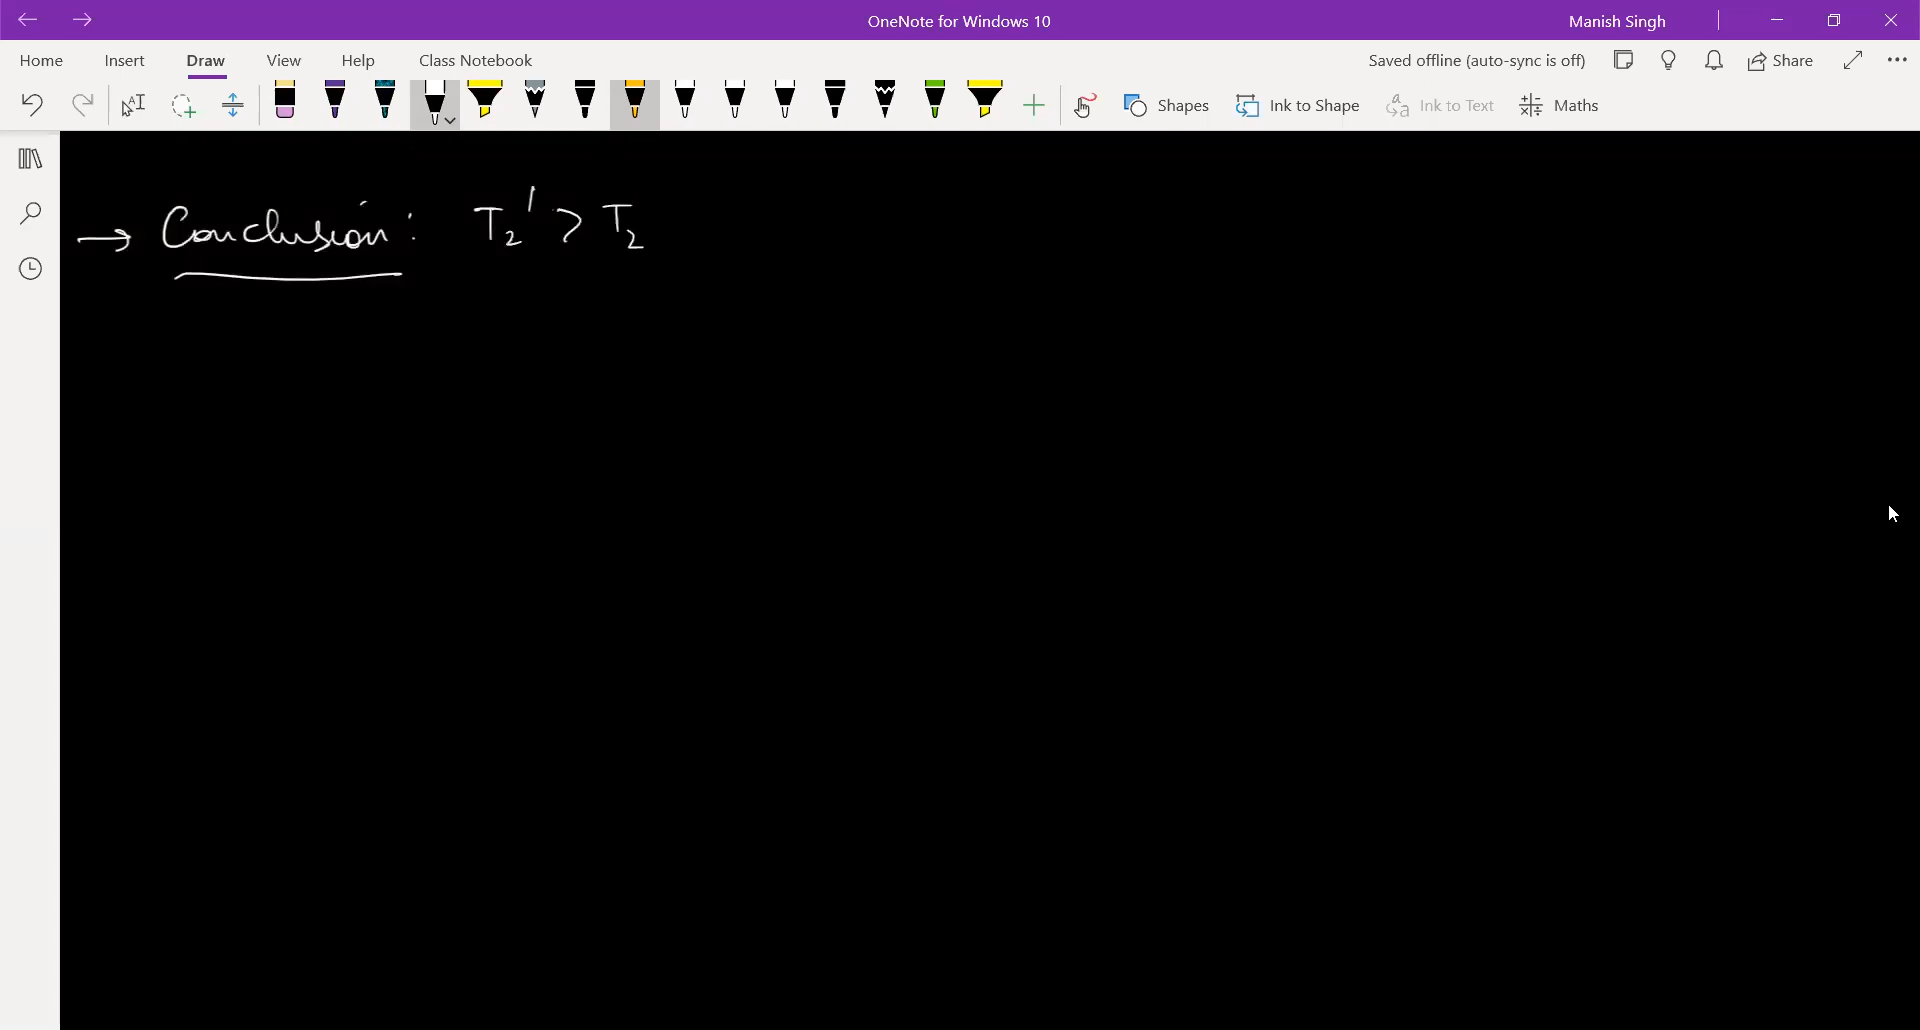 OneNote for Windows 10
Manish Singh
Home Insert Draw View Help Class Notebook
Saved offline (auto-sync is off) Share
Shapes Ink to Shape Ink to Text Maths
→ Conclusion: T₂' > T₂